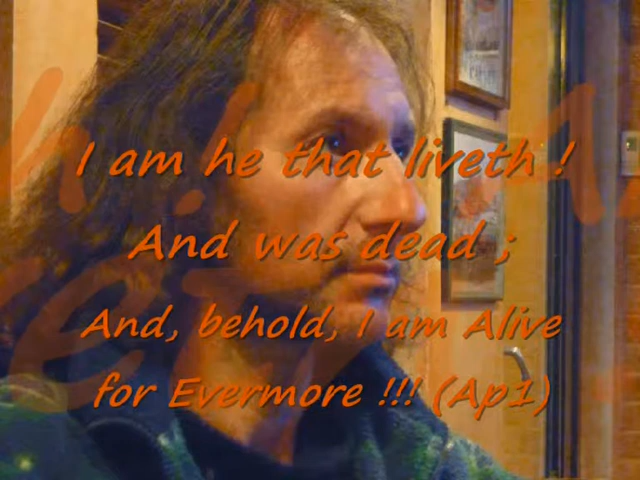 I am he that liveth !
And was dead ;
And, behold, I am Alive
for Evermore !!! (Ap1)